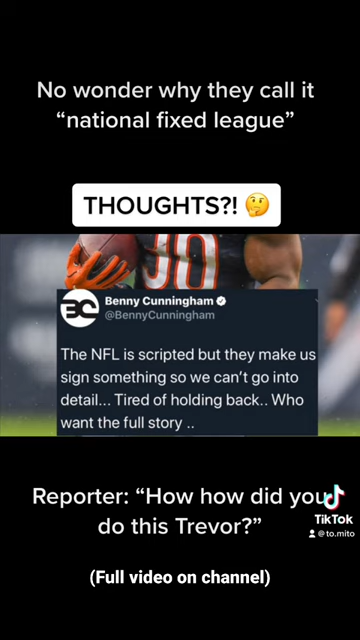 No wonder why they call it
“national fixed league”
THOUGHTS?! 🤔
00
BC
Benny Cunningham
@BennyCunningham
The NFL is scripted but they make us
sign something so we can't go into
detail... Tired of holding back.. Who
want the full story ..
Reporter: “How how did you
do this Trevor?”
TikTok
@to.mito
(Full video on channel)